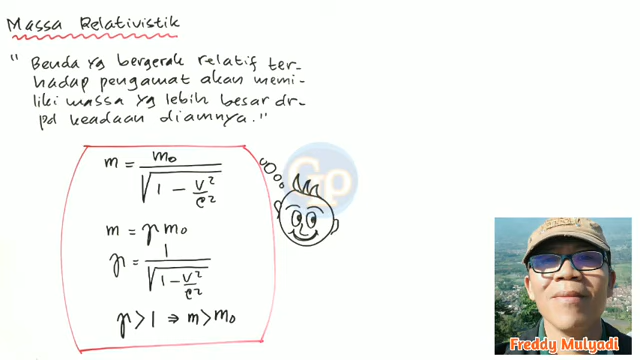 Massa Relativistik
" Benda yg bergerak relatif ter-
hadap pengamat akan memi-
liki massa yg lebih besar dr-
pd keadaan diamnya."
m = m₀ / √(1 − v²/c²)
m = γ m₀
γ = 1 / √(1 − v²/c²)
γ > 1 ⇒ m > m₀
Gp
Freddy Mulyadi